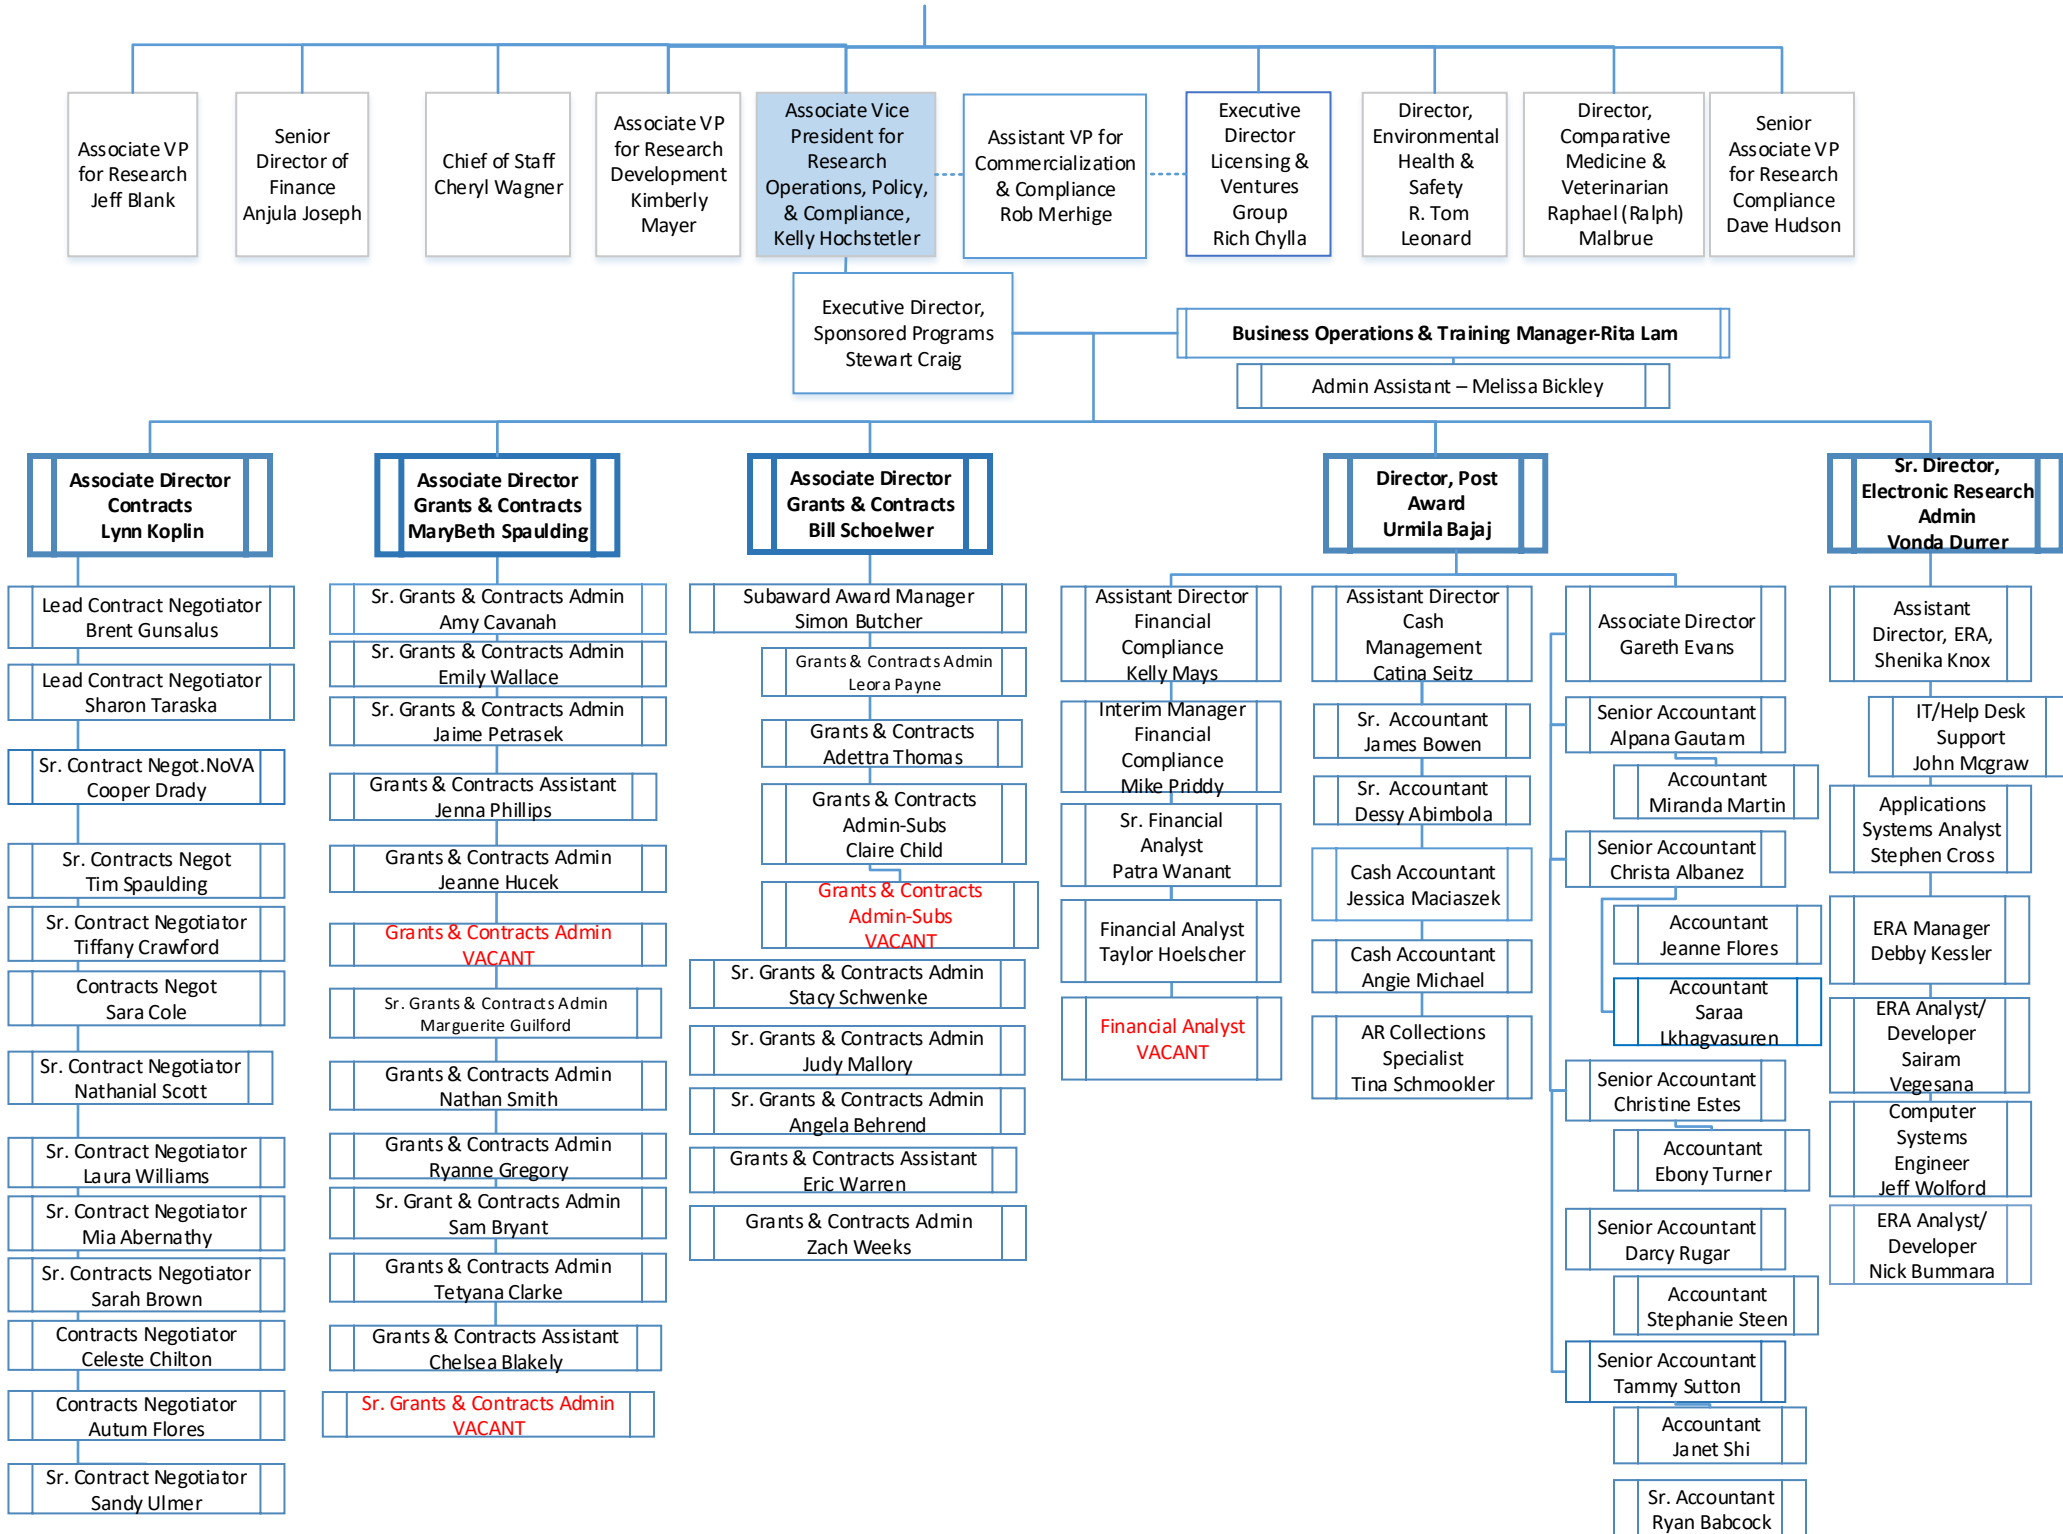 Associate VP
for Research
Jeff Blank
Senior
Director of
Finance
Anjula Joseph
Chief of Staff
Cheryl Wagner
Associate VP
for Research
Development
Kimberly
Mayer
Associate Vice
President for
Research
Operations, Policy,
& Compliance,
Kelly Hochstetler
Assistant VP for
Commercialization
& Compliance
Rob Merhige
Executive
Director
Licensing &
Ventures
Group
Rich Chylla
Director,
Environmental
Health &
Safety
R. Tom
Leonard
Director,
Comparative
Medicine &
Veterinarian
Raphael (Ralph)
Malbrue
Senior
Associate VP
for Research
Compliance
Dave Hudson
Executive Director,
Sponsored Programs
Stewart Craig
Business Operations & Training Manager-Rita Lam
Admin Assistant – Melissa Bickley
Associate Director
Contracts
Lynn Koplin
Lead Contract Negotiator
Brent Gunsalus
Lead Contract Negotiator
Sharon Taraska
Sr. Contract Negot.NoVA
Cooper Drady
Sr. Contracts Negot
Tim Spaulding
Sr. Contract Negotiator
Tiffany Crawford
Contracts Negot
Sara Cole
Sr. Contract Negotiator
Nathanial Scott
Sr. Contract Negotiator
Laura Williams
Sr. Contract Negotiator
Mia Abernathy
Sr. Contracts Negotiator
Sarah Brown
Contracts Negotiator
Celeste Chilton
Contracts Negotiator
Autum Flores
Sr. Contract Negotiator
Sandy Ulmer
Associate Director
Grants & Contracts
MaryBeth Spaulding
Sr. Grants & Contracts Admin
Amy Cavanah
Sr. Grants & Contracts Admin
Emily Wallace
Sr. Grants & Contracts Admin
Jaime Petrasek
Grants & Contracts Assistant
Jenna Phillips
Grants & Contracts Admin
Jeanne Hucek
Grants & Contracts Admin
VACANT
Sr. Grants & Contracts Admin
Marguerite Guilford
Grants & Contracts Admin
Nathan Smith
Grants & Contracts Admin
Ryanne Gregory
Sr. Grant & Contracts Admin
Sam Bryant
Grants & Contracts Admin
Tetyana Clarke
Grants & Contracts Assistant
Chelsea Blakely
Sr. Grants & Contracts Admin
VACANT
Associate Director
Grants & Contracts
Bill Schoelwer
Subaward Award Manager
Simon Butcher
Grants & Contracts Admin
Leora Payne
Grants & Contracts
Adettra Thomas
Grants & Contracts
Admin-Subs
Claire Child
Grants & Contracts
Admin-Subs
VACANT
Sr. Grants & Contracts Admin
Stacy Schwenke
Sr. Grants & Contracts Admin
Judy Mallory
Sr. Grants & Contracts Admin
Angela Behrend
Grants & Contracts Assistant
Eric Warren
Grants & Contracts Admin
Zach Weeks
Director, Post
Award
Urmila Bajaj
Assistant Director
Financial
Compliance
Kelly Mays
Interim Manager
Financial
Compliance
Mike Priddy
Sr. Financial
Analyst
Patra Wanant
Financial Analyst
Taylor Hoelscher
Financial Analyst
VACANT
Assistant Director
Cash
Management
Catina Seitz
Sr. Accountant
James Bowen
Sr. Accountant
Dessy Abimbola
Cash Accountant
Jessica Maciaszek
Cash Accountant
Angie Michael
AR Collections
Specialist
Tina Schmookler
Associate Director
Gareth Evans
Senior Accountant
Alpana Gautam
Accountant
Miranda Martin
Senior Accountant
Christa Albanez
Accountant
Jeanne Flores
Accountant
Saraa
Lkhagvasuren
Senior Accountant
Christine Estes
Accountant
Ebony Turner
Senior Accountant
Darcy Rugar
Accountant
Stephanie Steen
Senior Accountant
Tammy Sutton
Accountant
Janet Shi
Sr. Accountant
Ryan Babcock
Sr. Director,
Electronic Research
Admin
Vonda Durrer
Assistant
Director, ERA,
Shenika Knox
IT/Help Desk
Support
John Mcgraw
Applications
Systems Analyst
Stephen Cross
ERA Manager
Debby Kessler
ERA Analyst/
Developer
Sairam
Vegesana
Computer
Systems
Engineer
Jeff Wolford
ERA Analyst/
Developer
Nick Bummara